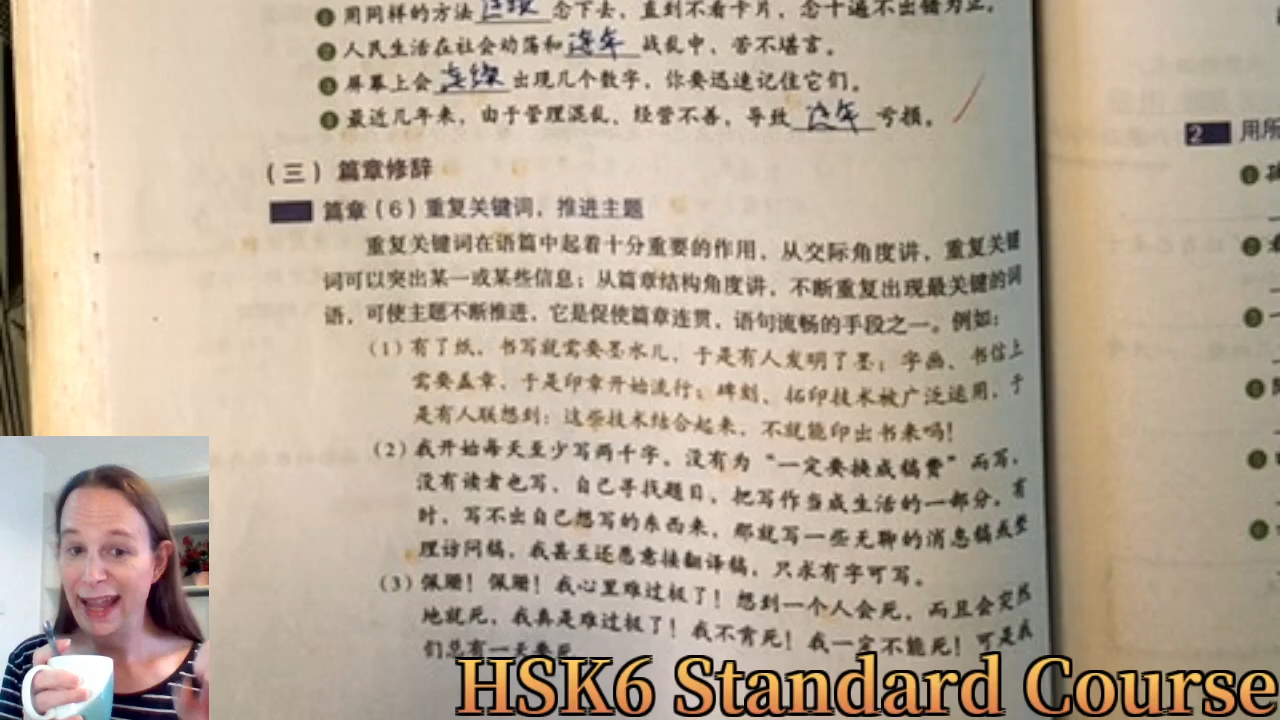 ❶ 用同样的方法 连续 念下去，直到不看卡片，念十遍不出错为止。
❷ 人民生活在社会动荡和 连年 战乱中，苦不堪言。
❸ 屏幕上会 连续 出现几个数字，你要迅速记住它们。
❹ 最近几年来，由于管理混乱，经营不善，导致 连年 亏损。
（三）篇章修辞
篇章（6）重复关键词，推进主题
重复关键词在语篇中起着十分重要的作用，从交际角度讲，重复关键
词可以突出某一或某些信息；从篇章结构角度讲，不断重复出现最关键的词
语，可使主题不断推进，它是促使篇章连贯，语句流畅的手段之一。例如：
（1）有了纸，书写就需要墨水儿，于是有人发明了墨；字画、书信上
需要盖章，于是印章开始流行；碑刻、拓印技术被广泛运用，于
是有人联想到：这些技术结合起来，不就能印出书来吗！
（2）我开始每天至少写两千字，没有为“一定要换成稿费”而写，
没有读者也写，自己寻找题目，把写作当成生活的一部分。有
时，写不出自己想写的东西来，那就写一些无聊的消息稿或整
理访问稿，我甚至还愿意接翻译稿，只求有字可写。
（3）佩珊！佩珊！我心里难过极了！想到一个人会死，而且会突然
地就死，我真是难过极了！我不肯死！我一定不能死！可是我
们总有一天要死
2 用所
HSK6 Standard Course